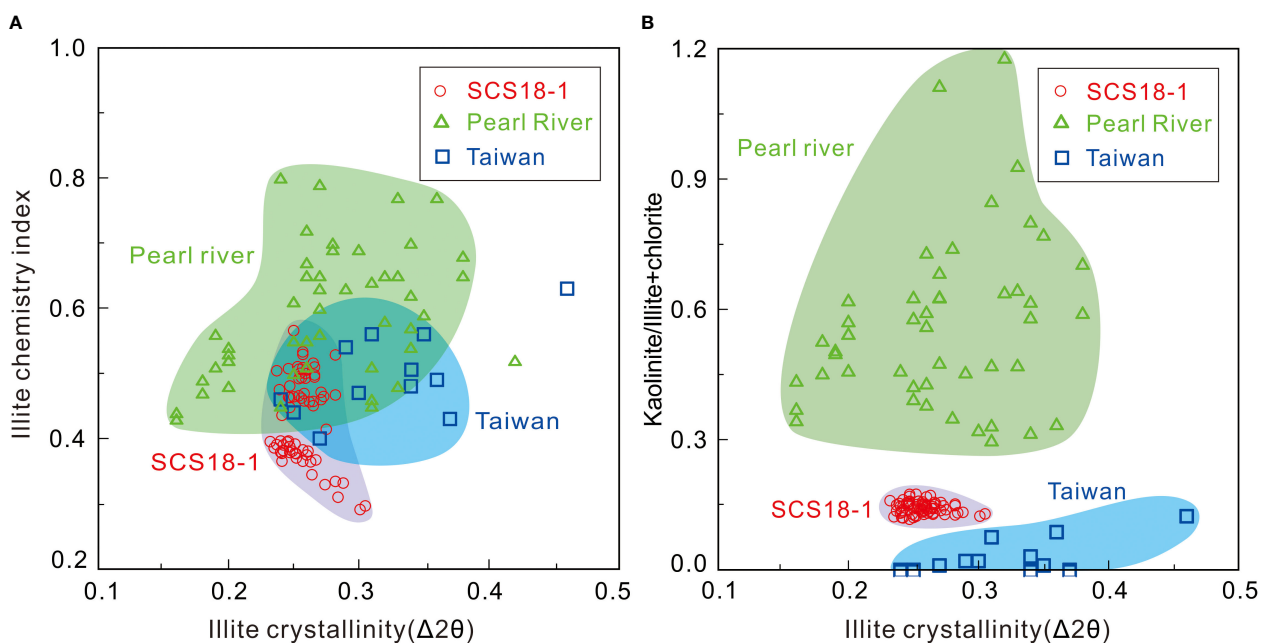 A
1.0
0.8
0.6
0.4
0.2
0.1
0.2
0.3
0.4
0.5
Illite chemistry index
Illite crystallinity(Δ2θ)
SCS18-1
Pearl River
Taiwan
Pearl river
Taiwan
SCS18-1
B
1.2
0.9
0.6
0.3
0.0
0.1
0.2
0.3
0.4
0.5
Kaolinite/Illite+chlorite
Illite crystallinity(Δ2θ)
SCS18-1
Pearl River
Taiwan
Pearl river
SCS18-1
Taiwan